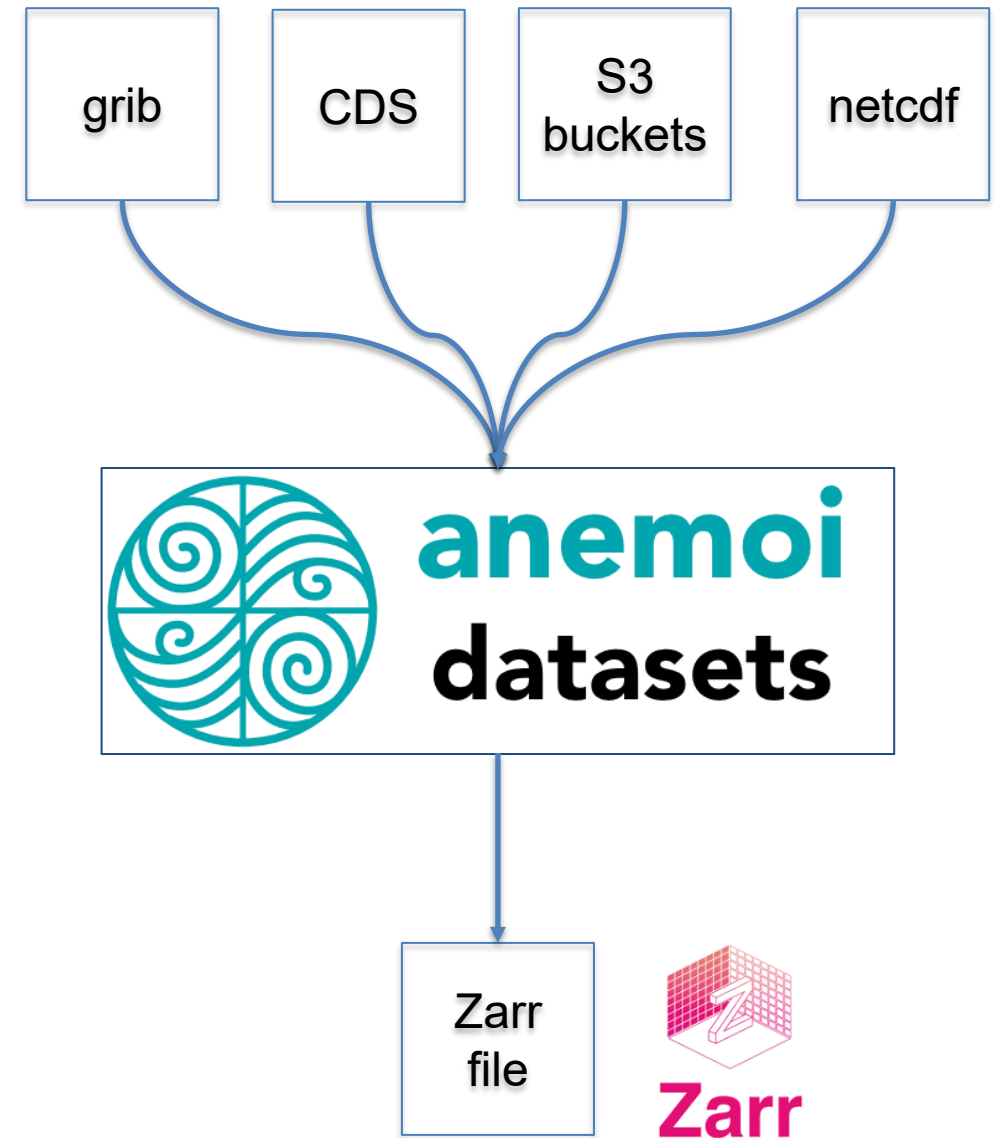 grib
CDS
S3
buckets
netcdf
anemoi
datasets
Zarr
file
Zarr